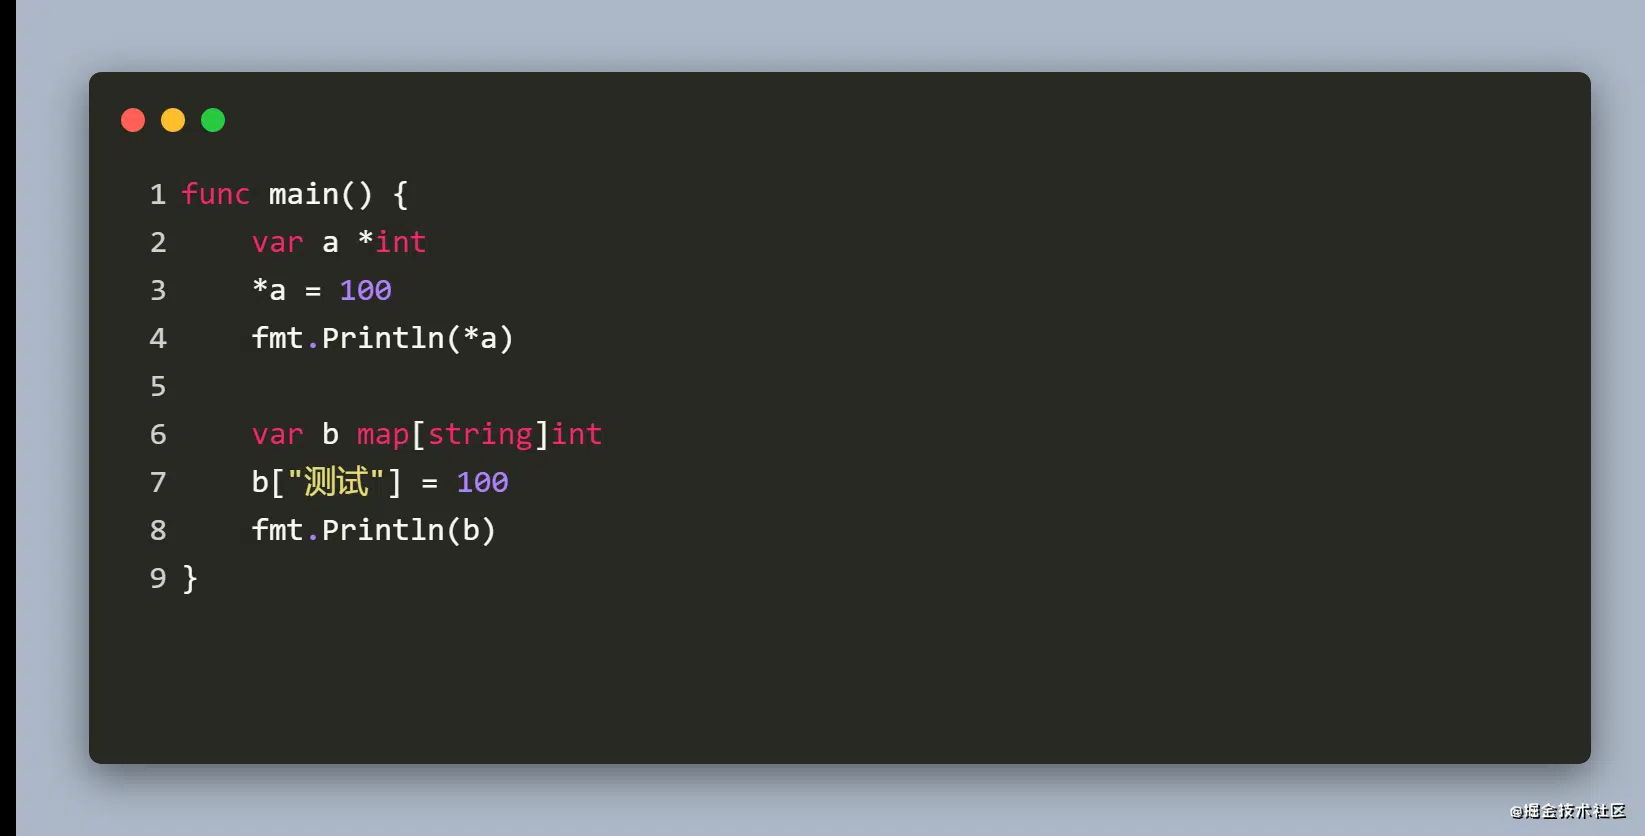 1 func main() {
2     var a *int
3     *a = 100
4     fmt.Println(*a)
5
6     var b map[string]int
7     b["测试"] = 100
8     fmt.Println(b)
9 }
@掘金技术社区